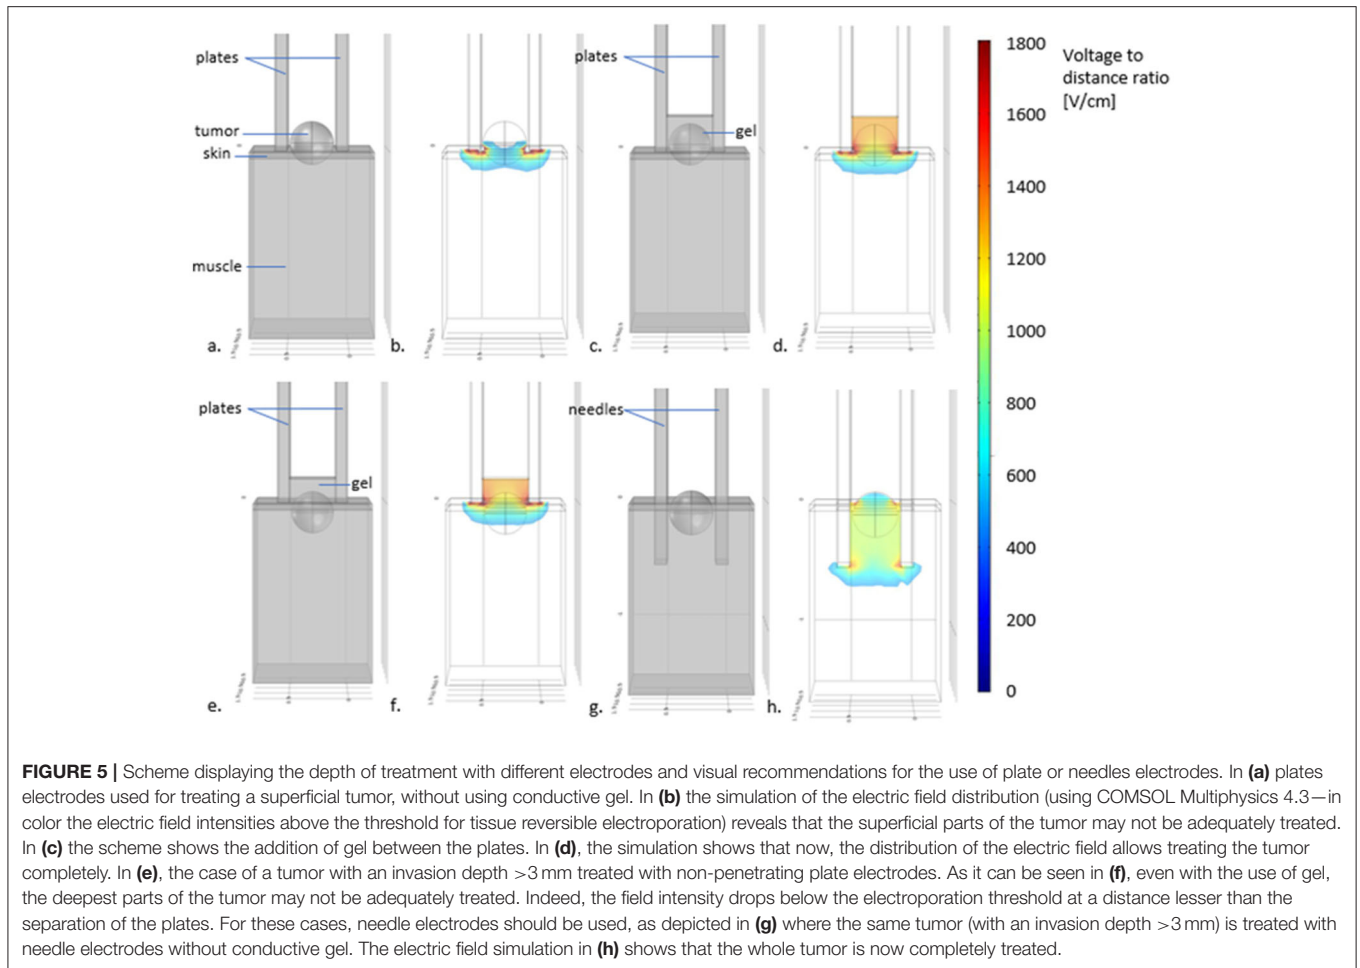 plates
tumor
skin
muscle
a.
b.
plates
gel
c.
d.
1800
1600
1400
1200
1000
800
600
400
200
0
Voltage to
distance ratio
[V/cm]
plates
gel
e.
f.
needles
g.
h.
FIGURE 5 | Scheme displaying the depth of treatment with different electrodes and visual recommendations for the use of plate or needles electrodes. In (a) plates
electrodes used for treating a superficial tumor, without using conductive gel. In (b) the simulation of the electric field distribution (using COMSOL Multiphysics 4.3—in
color the electric field intensities above the threshold for tissue reversible electroporation) reveals that the superficial parts of the tumor may not be adequately treated.
In (c) the scheme shows the addition of gel between the plates. In (d), the simulation shows that now, the distribution of the electric field allows treating the tumor
completely. In (e), the case of a tumor with an invasion depth >3 mm treated with non-penetrating plate electrodes. As it can be seen in (f), even with the use of gel,
the deepest parts of the tumor may not be adequately treated. Indeed, the field intensity drops below the electroporation threshold at a distance lesser than the
separation of the plates. For these cases, needle electrodes should be used, as depicted in (g) where the same tumor (with an invasion depth >3 mm) is treated with
needle electrodes without conductive gel. The electric field simulation in (h) shows that the whole tumor is now completely treated.